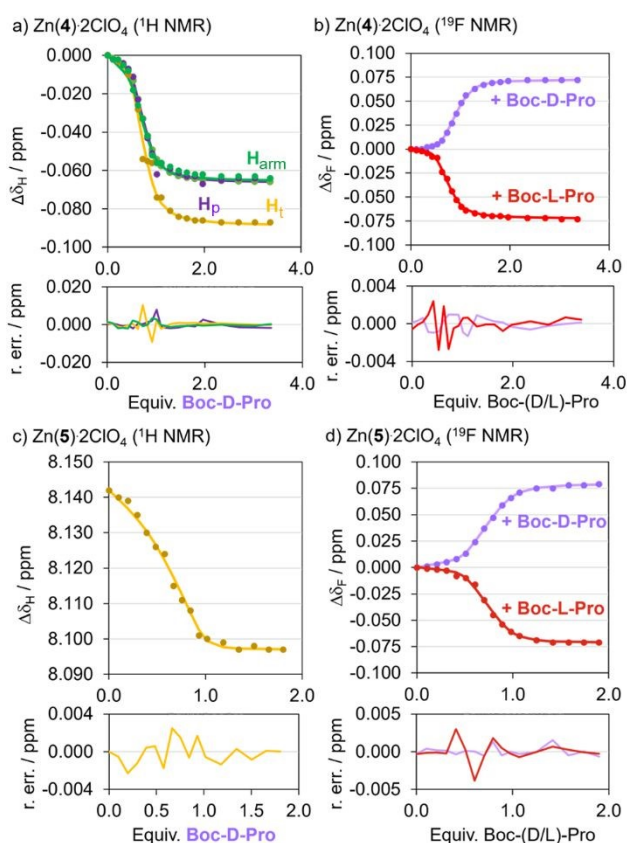 a) Zn(4)·2ClO₄ (¹H NMR)
0.000
-0.020
-0.040
-0.060
-0.080
-0.100
ΔδH / ppm
Harm
Hp
Ht
0.0 2.0 4.0
0.020
0.000
-0.020
r. err. / ppm
0.0 2.0 4.0
Equiv. Boc-D-Pro
b) Zn(4)·2ClO₄ (¹⁹F NMR)
0.100
0.075
0.050
0.025
0.000
-0.025
-0.050
-0.075
-0.100
ΔδF / ppm
+ Boc-D-Pro
+ Boc-L-Pro
0.0 1.0 2.0 3.0 4.0
0.004
0.000
-0.004
r. err. / ppm
0.0 1.0 2.0 3.0 4.0
Equiv. Boc-(D/L)-Pro
c) Zn(5)·2ClO₄ (¹H NMR)
8.150
8.140
8.130
8.120
8.110
8.100
8.090
ΔδH / ppm
0.0 1.0 2.0
0.004
0.000
-0.004
r. err. / ppm
0.0 0.5 1.0 1.5 2.0
Equiv. Boc-D-Pro
d) Zn(5)·2ClO₄ (¹⁹F NMR)
0.100
0.075
0.050
0.025
0.000
-0.025
-0.050
-0.075
-0.100
ΔδF / ppm
+ Boc-D-Pro
+ Boc-L-Pro
0.0 1.0 2.0
0.005
0.000
-0.005
r. err. / ppm
0.0 1.0 2.0
Equiv. Boc-(D/L)-Pro